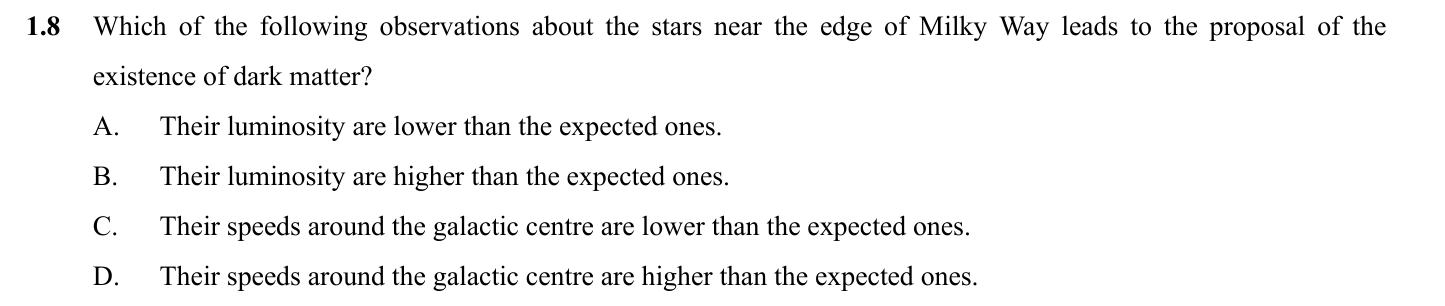 1.8 Which of the following observations about the stars near the edge of Milky Way leads to the proposal of the
existence of dark matter?
A. Their luminosity are lower than the expected ones.
B. Their luminosity are higher than the expected ones.
C. Their speeds around the galactic centre are lower than the expected ones.
D. Their speeds around the galactic centre are higher than the expected ones.